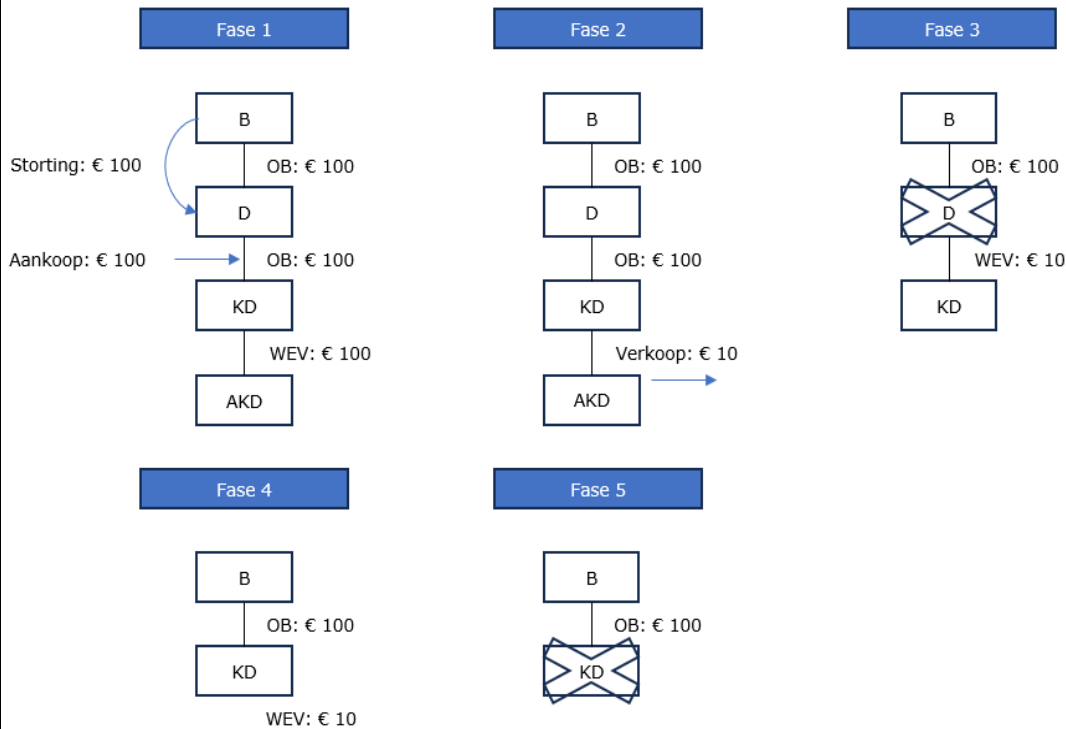 Fase 1
Fase 2
Fase 3
B
B
B
Storting: € 100
OB: € 100
OB: € 100
OB: € 100
D
D
D
Aankoop: € 100
OB: € 100
OB: € 100
WEV: € 10
KD
KD
KD
WEV: € 100
Verkoop: € 10
AKD
AKD
Fase 4
Fase 5
B
B
OB: € 100
OB: € 100
KD
KD
WEV: € 10